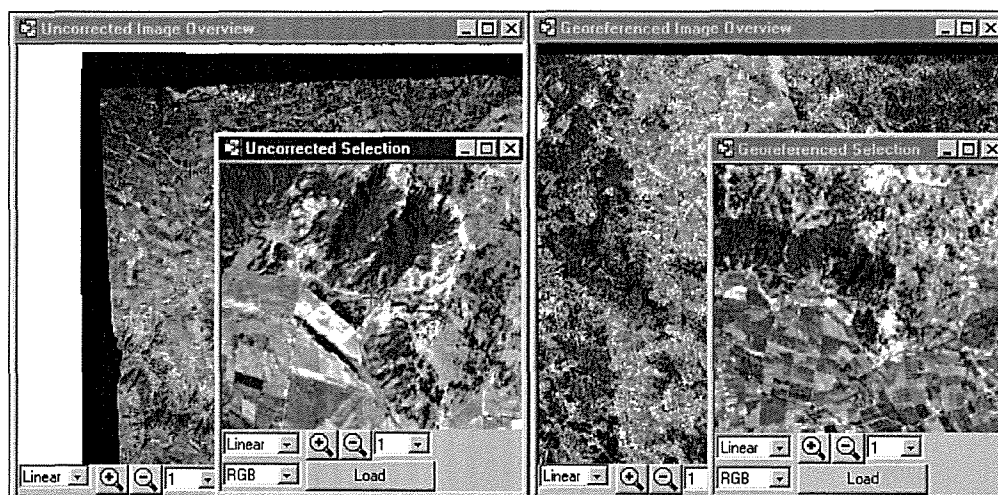 Uncorrected Image Overview
Georeferenced Image Overview
Uncorrected Selection
Georeferenced Selection
Linear
1
Linear
1
RGB
Load
RGB
Load
Linear
1
Linear
1